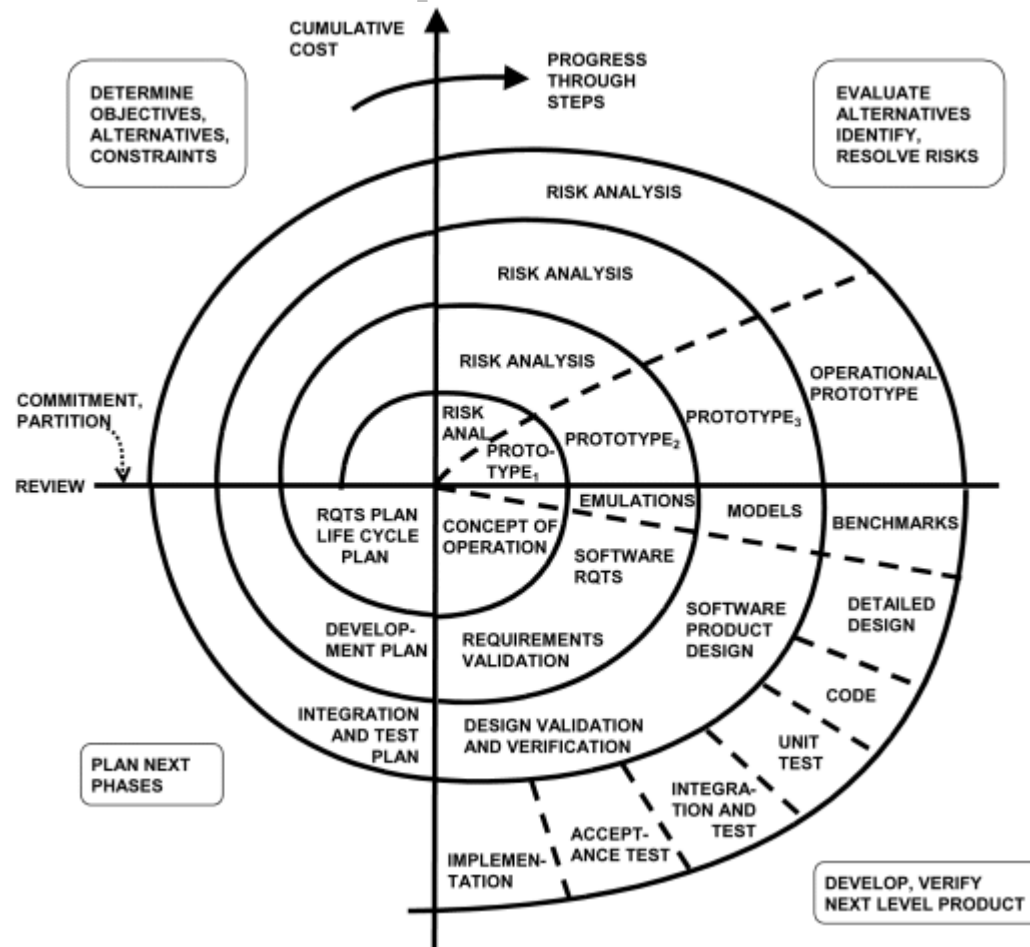 CUMULATIVE
COST
PROGRESS
THROUGH
STEPS
DETERMINE
OBJECTIVES,
ALTERNATIVES,
CONSTRAINTS
EVALUATE
ALTERNATIVES
IDENTIFY,
RESOLVE RISKS
RISK ANALYSIS
RISK ANALYSIS
RISK ANALYSIS
RISK
ANAL.
PROTO-
TYPE1
PROTOTYPE2
PROTOTYPE3
OPERATIONAL
PROTOTYPE
COMMITMENT,
PARTITION
REVIEW
RQTS PLAN
LIFE CYCLE
PLAN
CONCEPT OF
OPERATION
EMULATIONS
MODELS
BENCHMARKS
SOFTWARE
RQTS
SOFTWARE
PRODUCT
DESIGN
DETAILED
DESIGN
DEVELOP-
MENT PLAN
REQUIREMENTS
VALIDATION
CODE
INTEGRATION
AND TEST
PLAN
DESIGN VALIDATION
AND VERIFICATION
UNIT
TEST
INTEGRA-
TION AND
TEST
ACCEPT-
ANCE TEST
IMPLEMEN-
TATION
PLAN NEXT
PHASES
DEVELOP, VERIFY
NEXT LEVEL PRODUCT